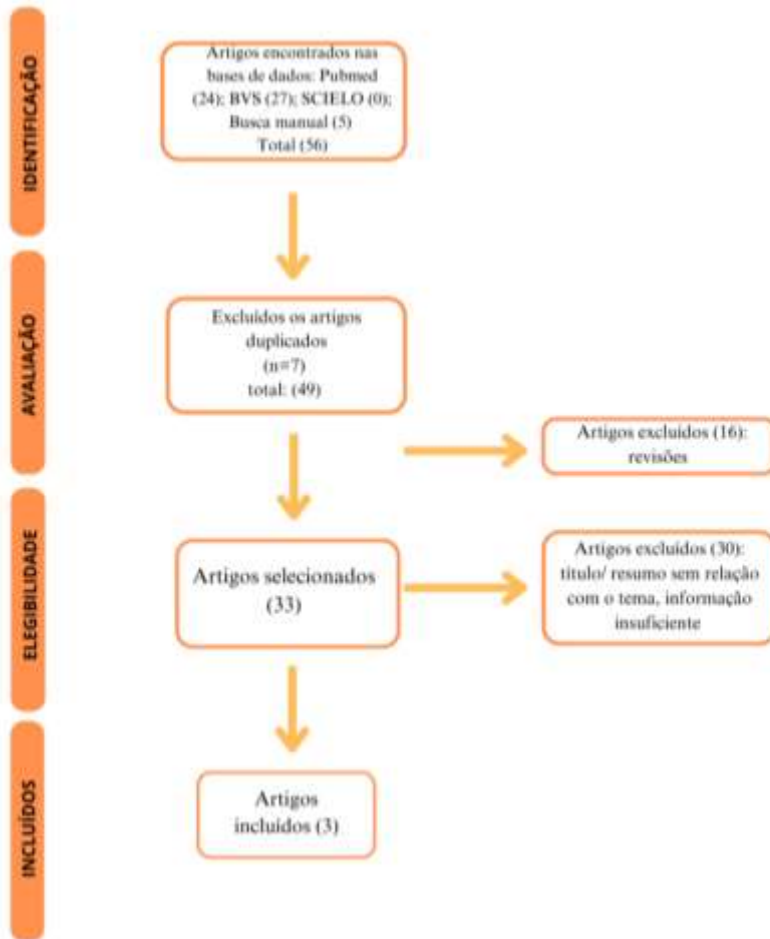 IDENTIFICAÇÃO
Artigos encontrados nas
bases de dados: Pubmed
(24); BVS (27); SCIELO (0);
Busca manual (5)
Total (56)
AVALIAÇÃO
Excluídos os artigos
duplicados
(n=7)
total: (49)
Artigos excluídos (16):
revisões
ELEGIBILIDADE
Artigos selecionados
(33)
Artigos excluídos (30):
título/ resumo sem relação
com o tema, informação
insuficiente
INCLUÍDOS
Artigos
incluídos (3)